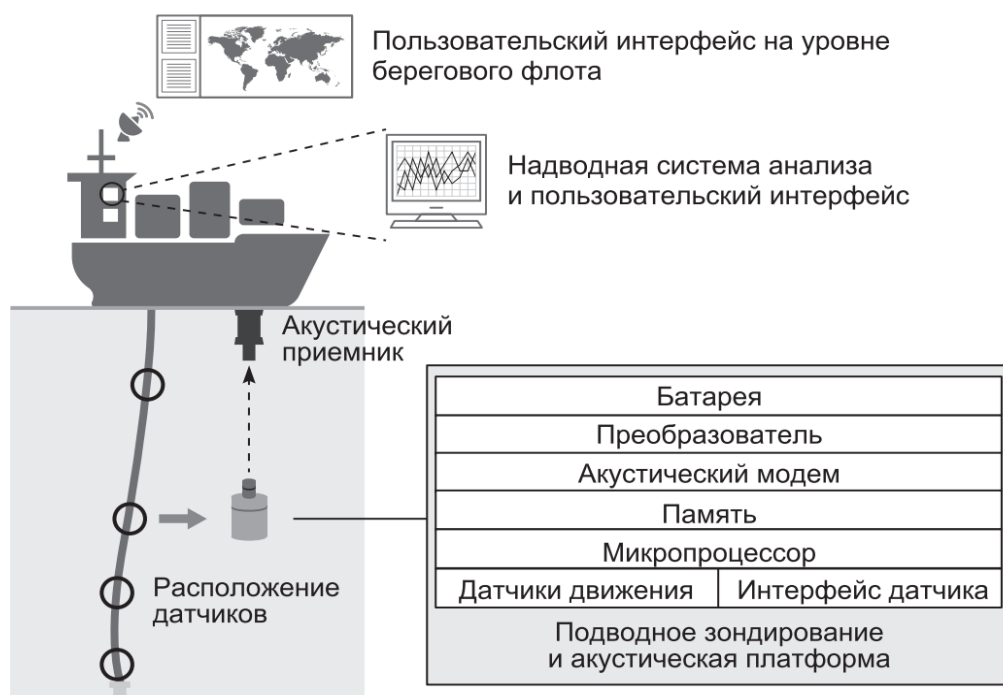 Пользовательский интерфейс на уровне
берегового флота
Надводная система анализа
и пользовательский интерфейс
Акустический
приемник
Батарея
Преобразователь
Акустический модем
Память
Микропроцессор
Датчики движения
Интерфейс датчика
Подводное зондирование
и акустическая платформа
Расположение
датчиков